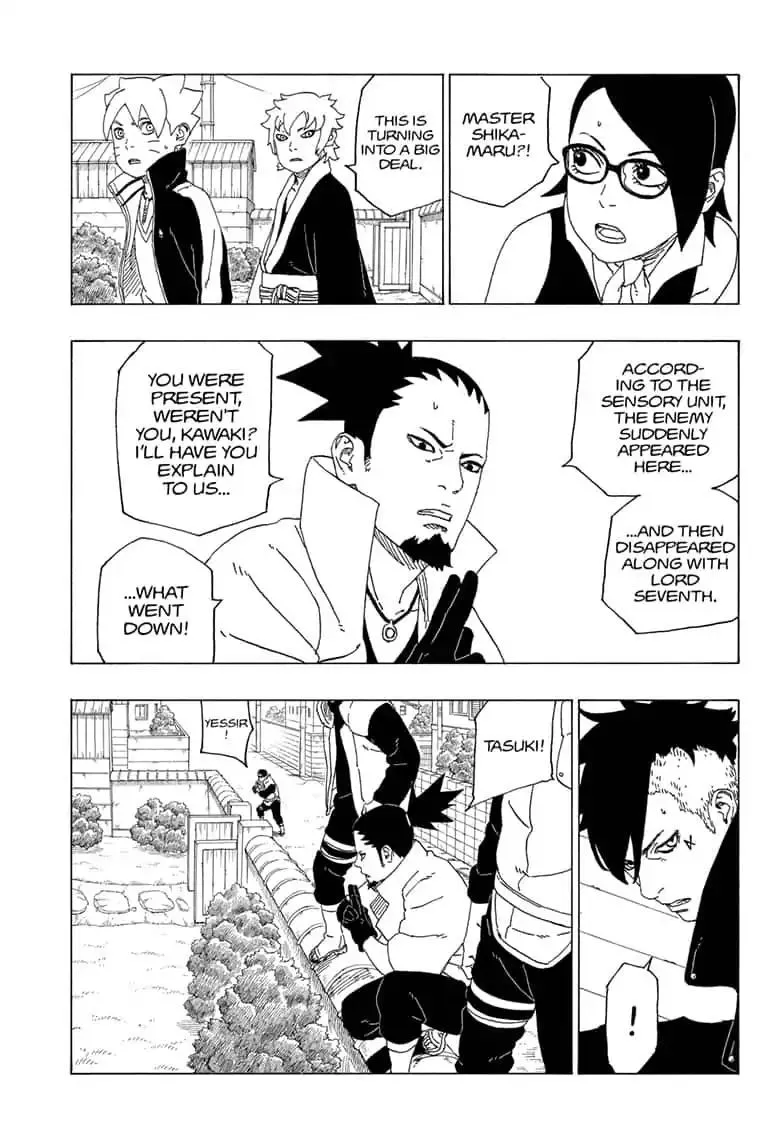 MASTER
SHIKA-
MARU?!
THIS IS
TURNING
INTO A BIG
DEAL.
ACCORD-
ING TO THE
SENSORY UNIT,
THE ENEMY
SUDDENLY
APPEARED
HERE...
...AND THEN
DISAPPEARED
ALONG WITH
LORD
SEVENTH.
YOU WERE
PRESENT,
WEREN'T
YOU, KAWAKI?
I'LL HAVE YOU
EXPLAIN
TO US...
...WHAT
WENT
DOWN!
!
TASUKI!
YESSIR
!